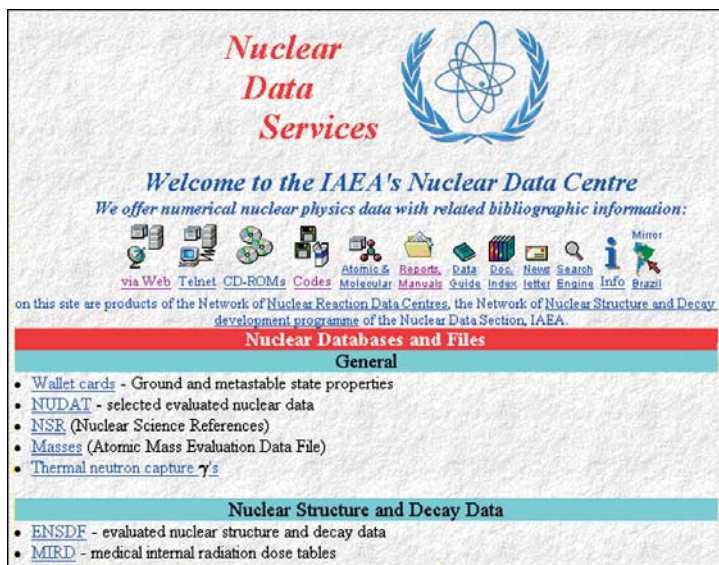 Nuclear
Data
Services
Welcome to the IAEA's Nuclear Data Centre
We offer numerical nuclear physics data with related bibliographic information:
via Web Telnet CD-ROMs Codes Atomic & Molecular Reports, Manuals Data Guide Doc. Index News letter Search Engine Info Mirror Brazil
on this site are products of the Network of Nuclear Reaction Data Centres, the Network of Nuclear Structure and Decay
development programme of the Nuclear Data Section, IAEA.
Nuclear Databases and Files
General
• Wallet cards - Ground and metastable state properties
• NUDAT - selected evaluated nuclear data
• NSR (Nuclear Science References)
• Masses (Atomic Mass Evaluation Data File)
• Thermal neutron capture γ's
Nuclear Structure and Decay Data
• ENSDF - evaluated nuclear structure and decay data
• MIRD - medical internal radiation dose tables